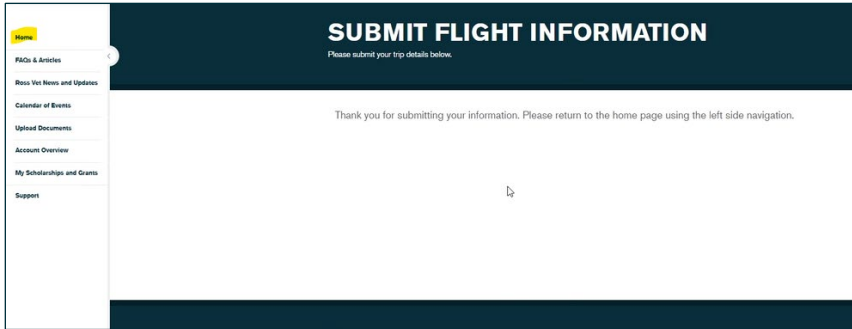 Home
FAQs & Articles
Ross Vet News and Updates
Calendar of Events
Upload Documents
Account Overview
My Scholarships and Grants
Support
SUBMIT FLIGHT INFORMATION
Please submit your trip details below.
Thank you for submitting your information. Please return to the home page using the left side navigation.